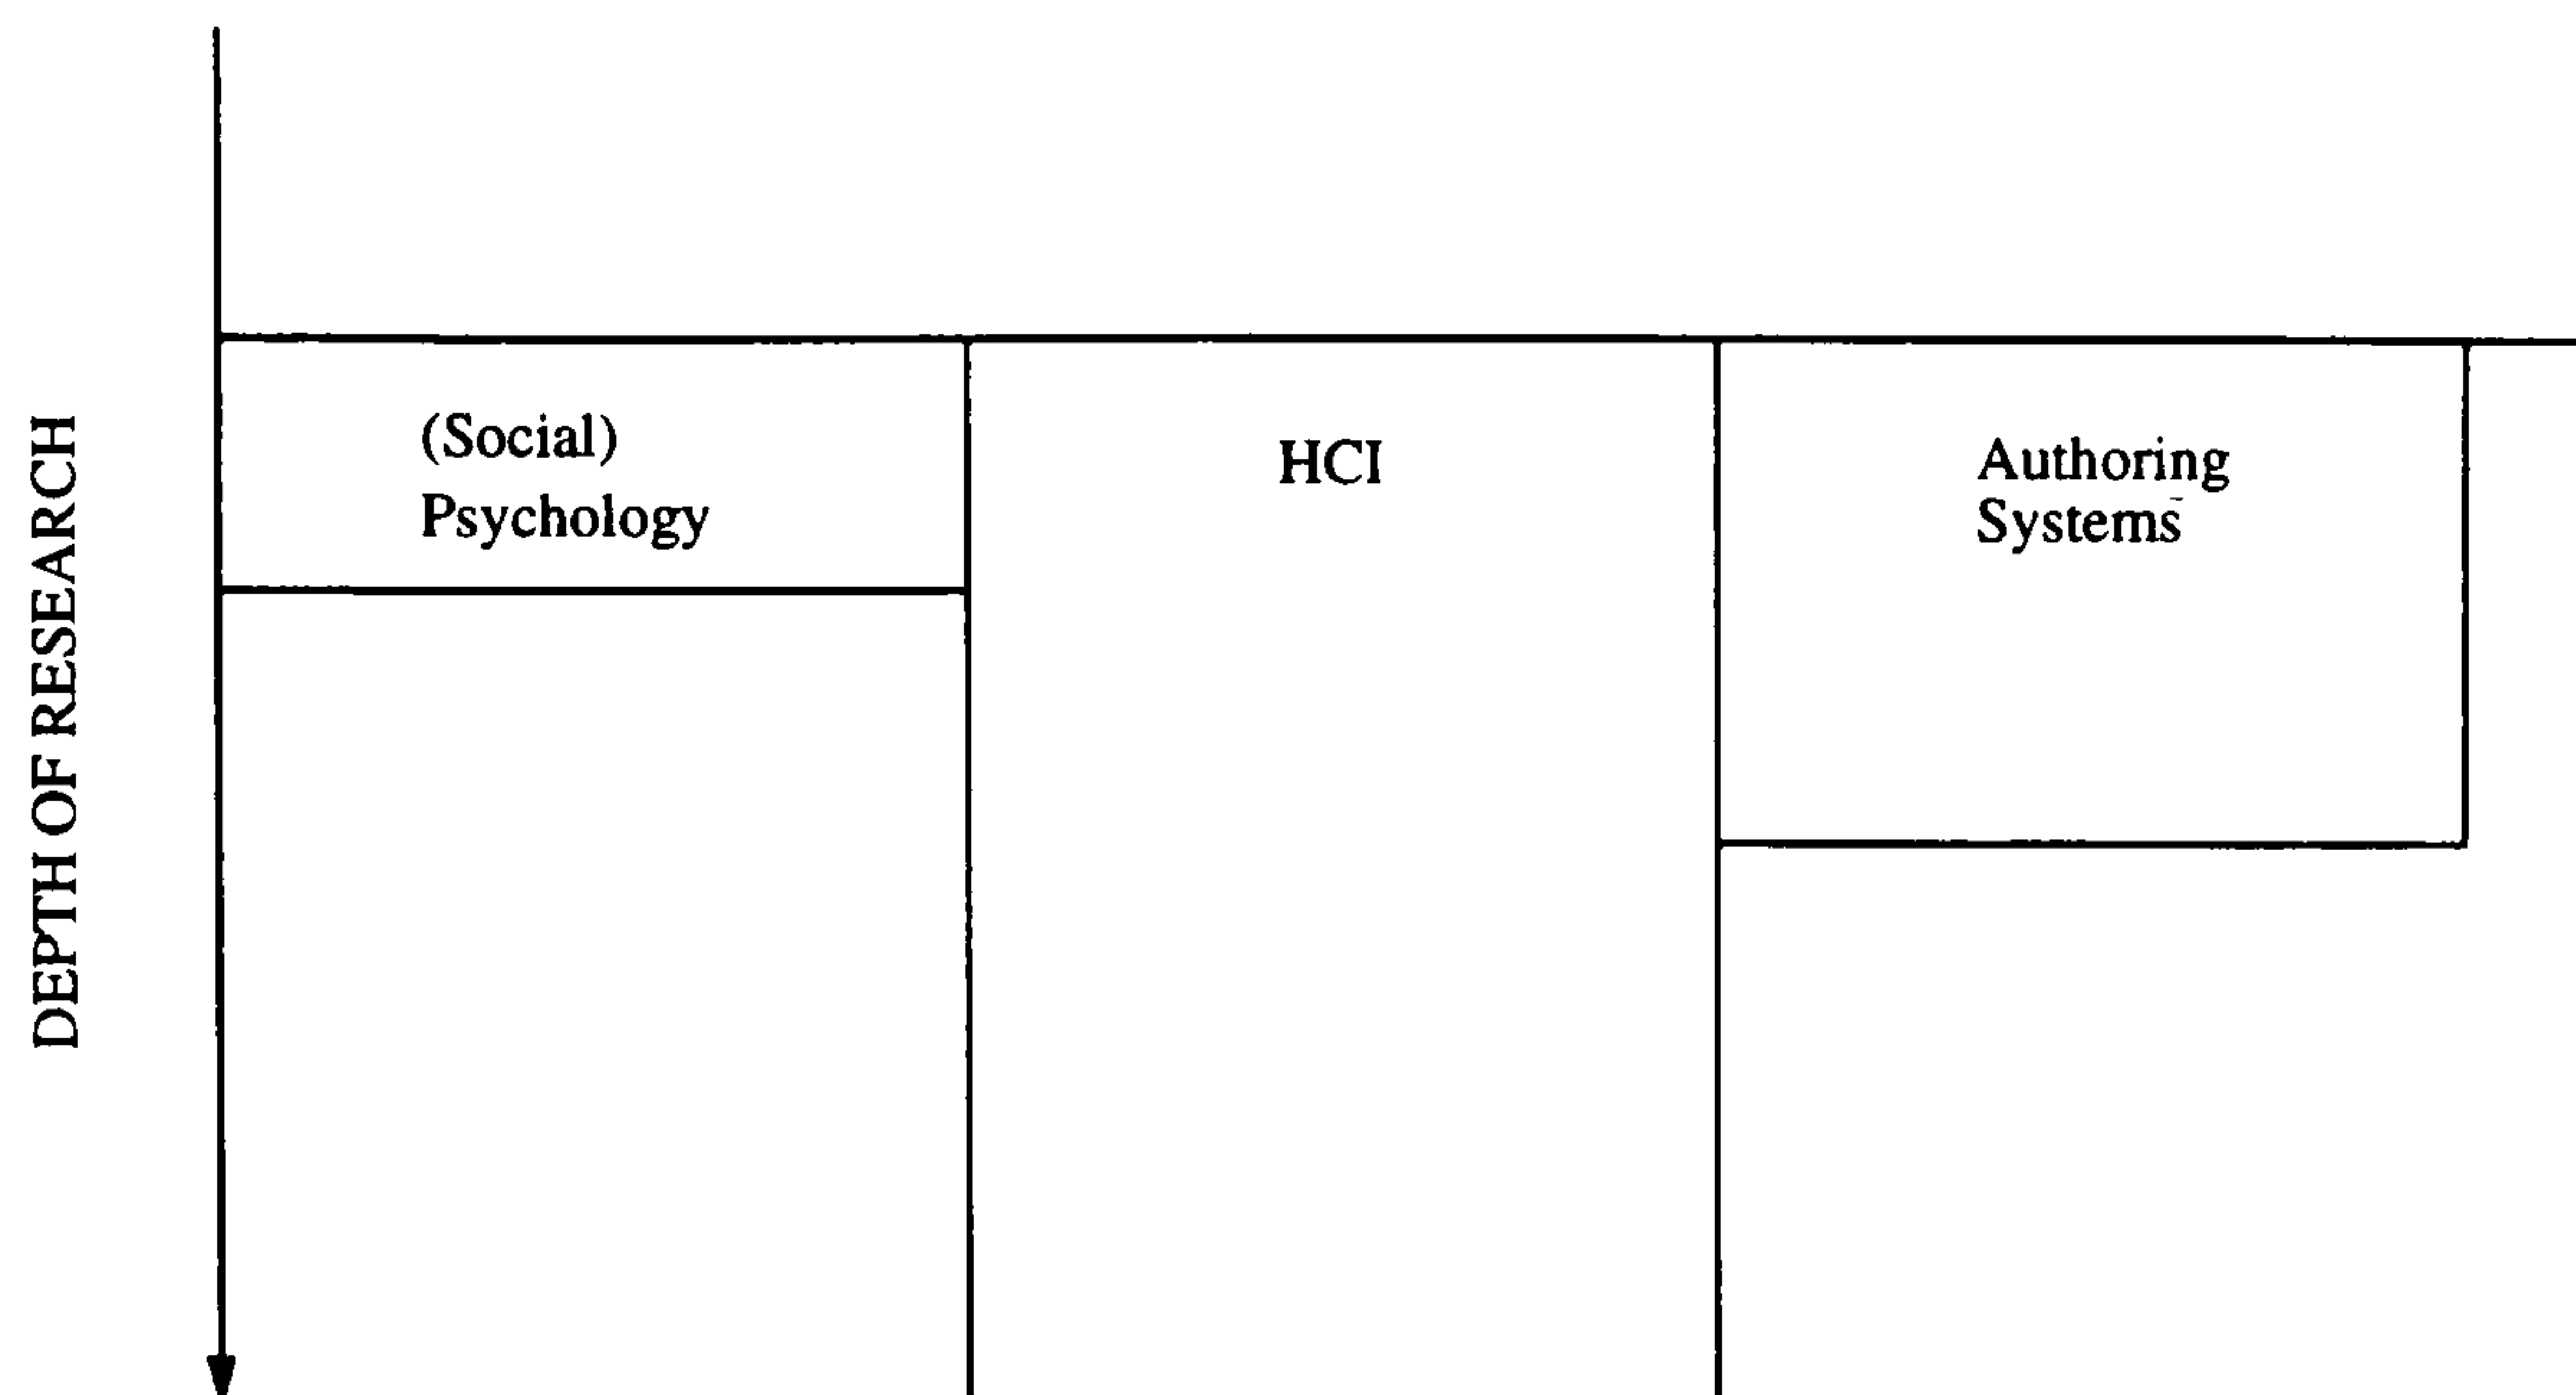 DEPTH OF RESEARCH
(Social)
Psychology
HCI
Authoring
Systems